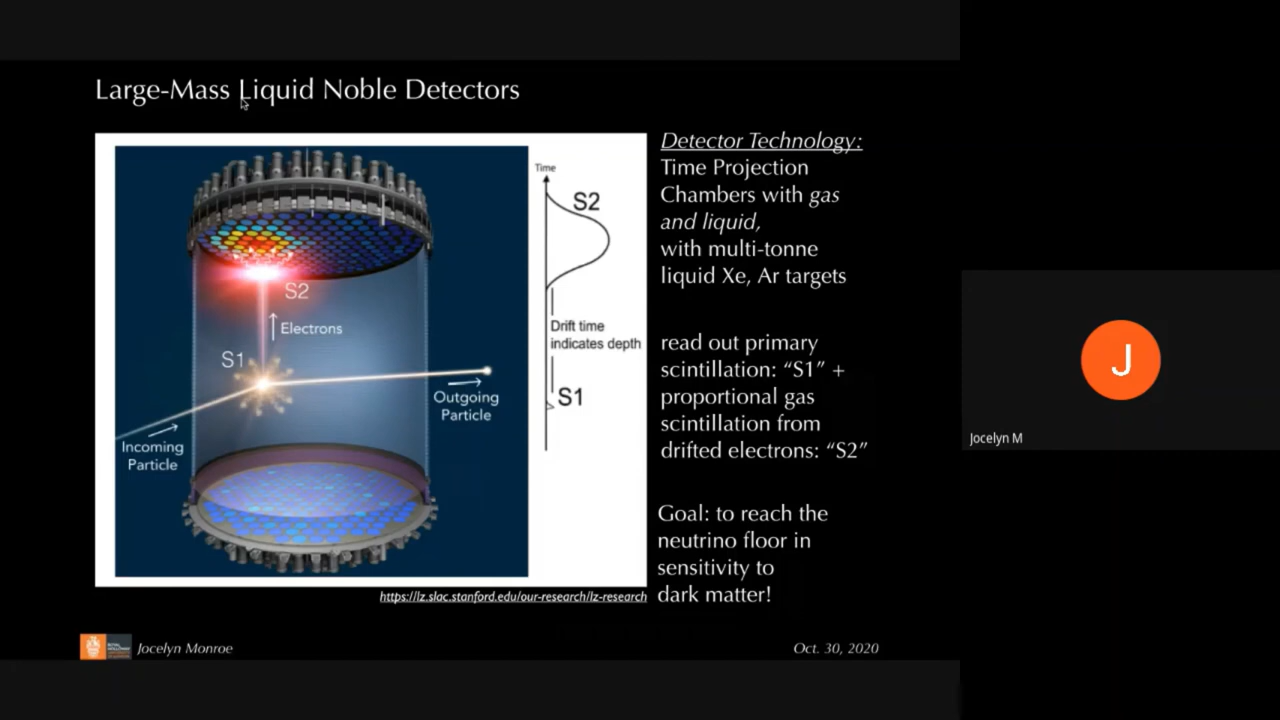 Large-Mass Liquid Noble Detectors
Detector Technology:
Time Projection
Chambers with gas
and liquid,
with multi-tonne
liquid Xe, Ar targets
read out primary
scintillation: “S1” +
proportional gas
scintillation from
drifted electrons: “S2”
Goal: to reach the
neutrino floor in
sensitivity to
dark matter!
Time
S2
Drift time
indicates depth
S1
S2
Electrons
S1
Outgoing
Particle
Incoming
Particle
https://lz.slac.stanford.edu/our-research/lz-research
Jocelyn Monroe
Oct. 30, 2020
J
Jocelyn M